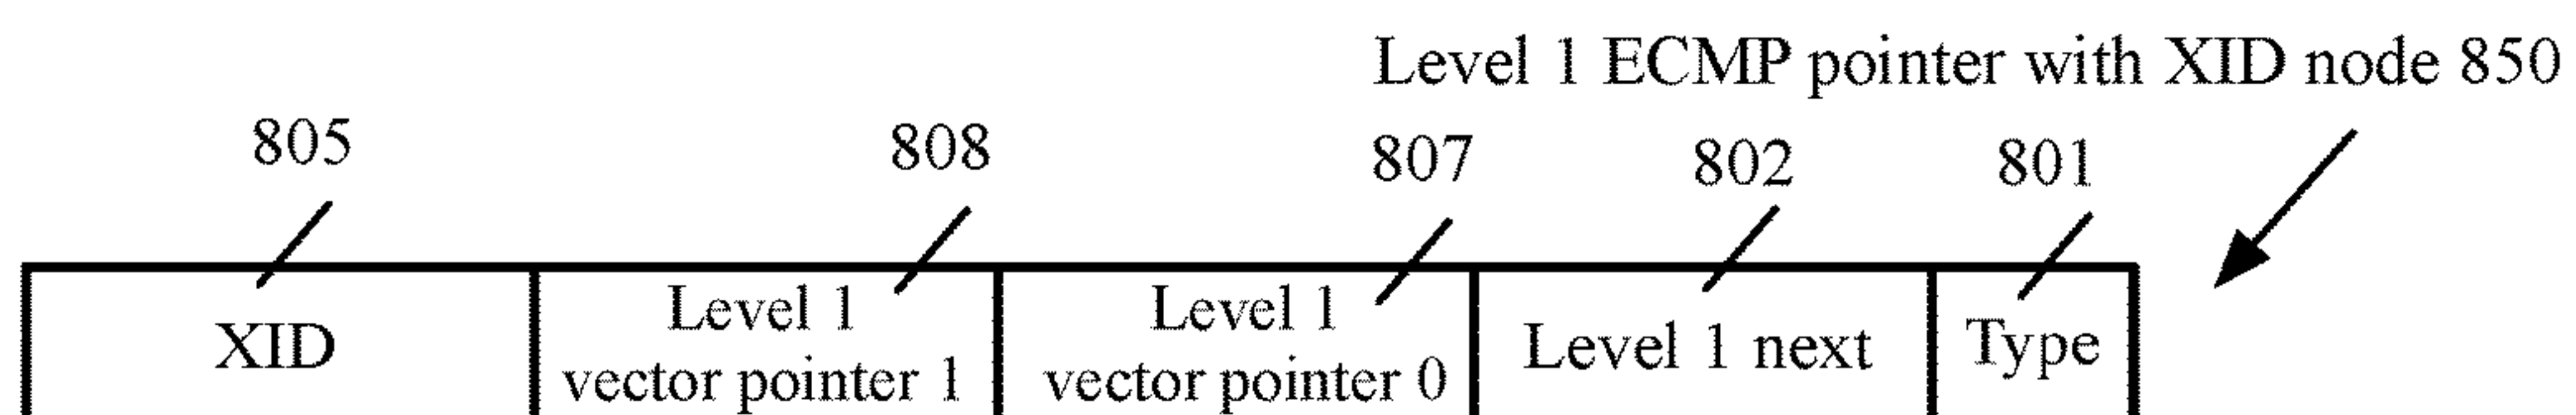 Level 1 ECMP pointer with XID node 850
805 808 807 802 801
XID
Level 1
vector pointer 1
Level 1
vector pointer 0
Level 1 next
Type